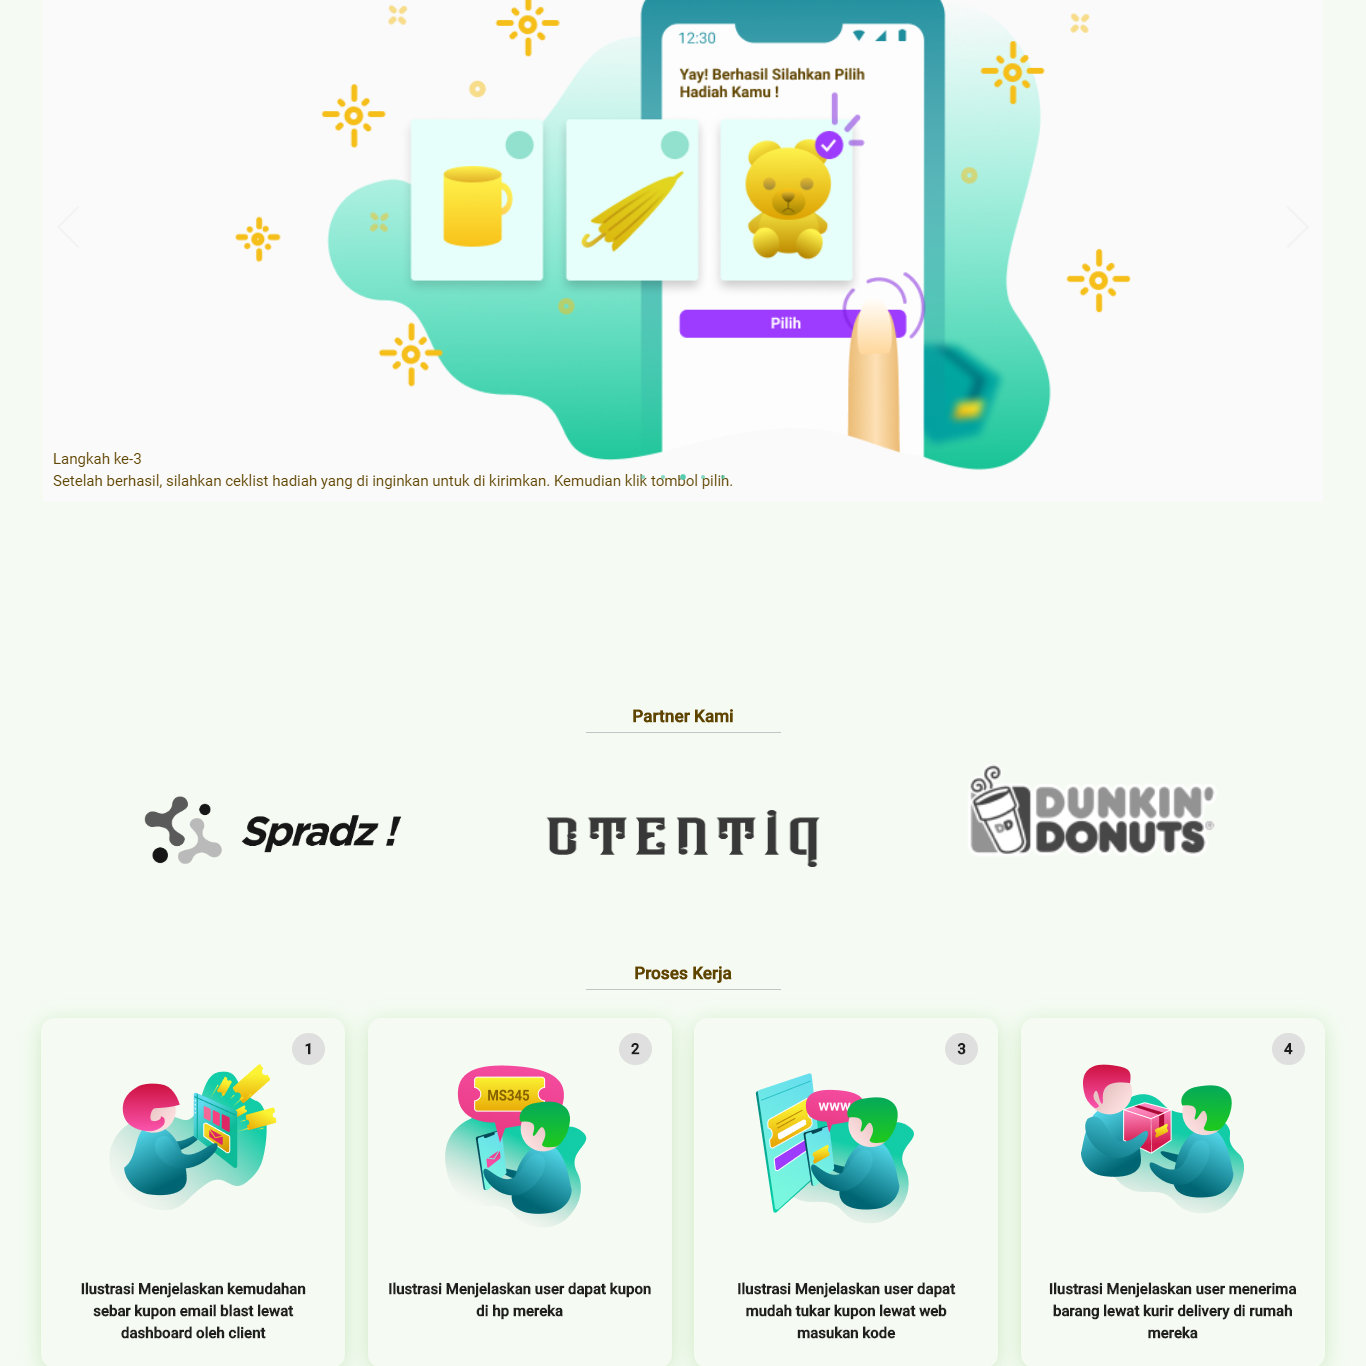 12:30
Yay! Berhasil Silahkan Pilih
Hadiah Kamu !
Pilih
Langkah ke-3
Setelah berhasil, silahkan ceklist hadiah yang di inginkan untuk di kirimkan. Kemudian klik tombol pilih.
Partner Kami
Spradz !
OTENTIQ
DD
DUNKIN'
DONUTS®
Proses Kerja
1
2
3
4
MS345
www
Ilustrasi Menjelaskan kemudahan
sebar kupon email blast lewat
dashboard oleh client
Ilustrasi Menjelaskan user dapat kupon
di hp mereka
Ilustrasi Menjelaskan user dapat
mudah tukar kupon lewat web
masukan kode
Ilustrasi Menjelaskan user menerima
barang lewat kurir delivery di rumah
mereka